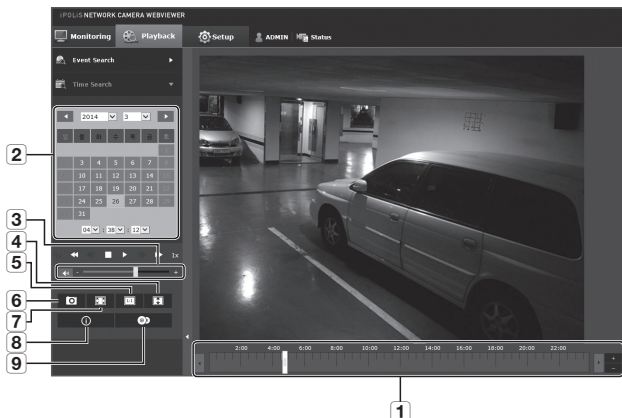 iPOLiS NETWORK CAMERA WEBVIEWER
Monitoring Playback Setup ADMIN Status
Event Search
Time Search
2014 3
3 4 5 6 7
10 11 12 13 14
17 18 19 20 21
24 25 26 27 28
31
04 : 38 : 12
1x
- +
1:1
2:00 4:00 6:00 8:00 10:00 12:00 14:00 16:00 18:00 20:00 22:00
+
-
2
3
4
5
6
7
8
9
1